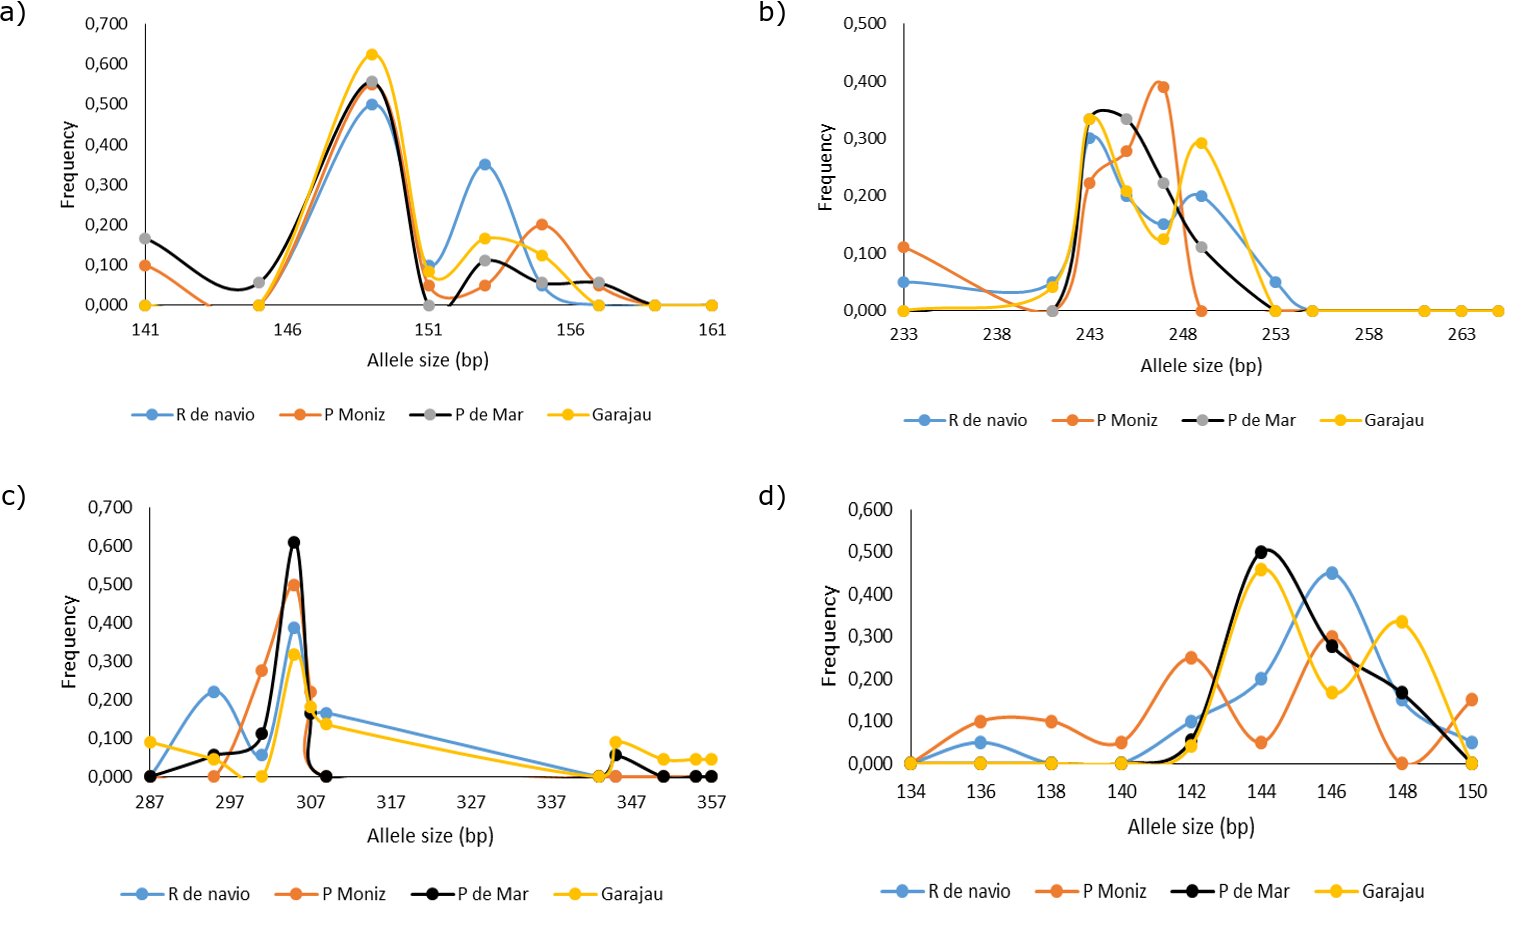 a)
0,700
0,600
0,500
0,400
0,300
0,200
0,100
0,000
Frequency
141 146 151 156 161
Allele size (bp)
R de navio P Moniz P de Mar Garajau
b)
0,500
0,400
0,300
0,200
0,100
0,000
Frequency
233 238 243 248 253 258 263
Allele size (bp)
R de navio P Moniz P de Mar Garajau
c)
0,700
0,600
0,500
0,400
0,300
0,200
0,100
0,000
Frequency
287 297 307 317 327 337 347 357
Allele size (bp)
R de navio P Moniz P de Mar Garajau
d)
0,600
0,500
0,400
0,300
0,200
0,100
0,000
Frequency
134 136 138 140 142 144 146 148 150
Allele size (bp)
R de navio P Moniz P de Mar Garajau